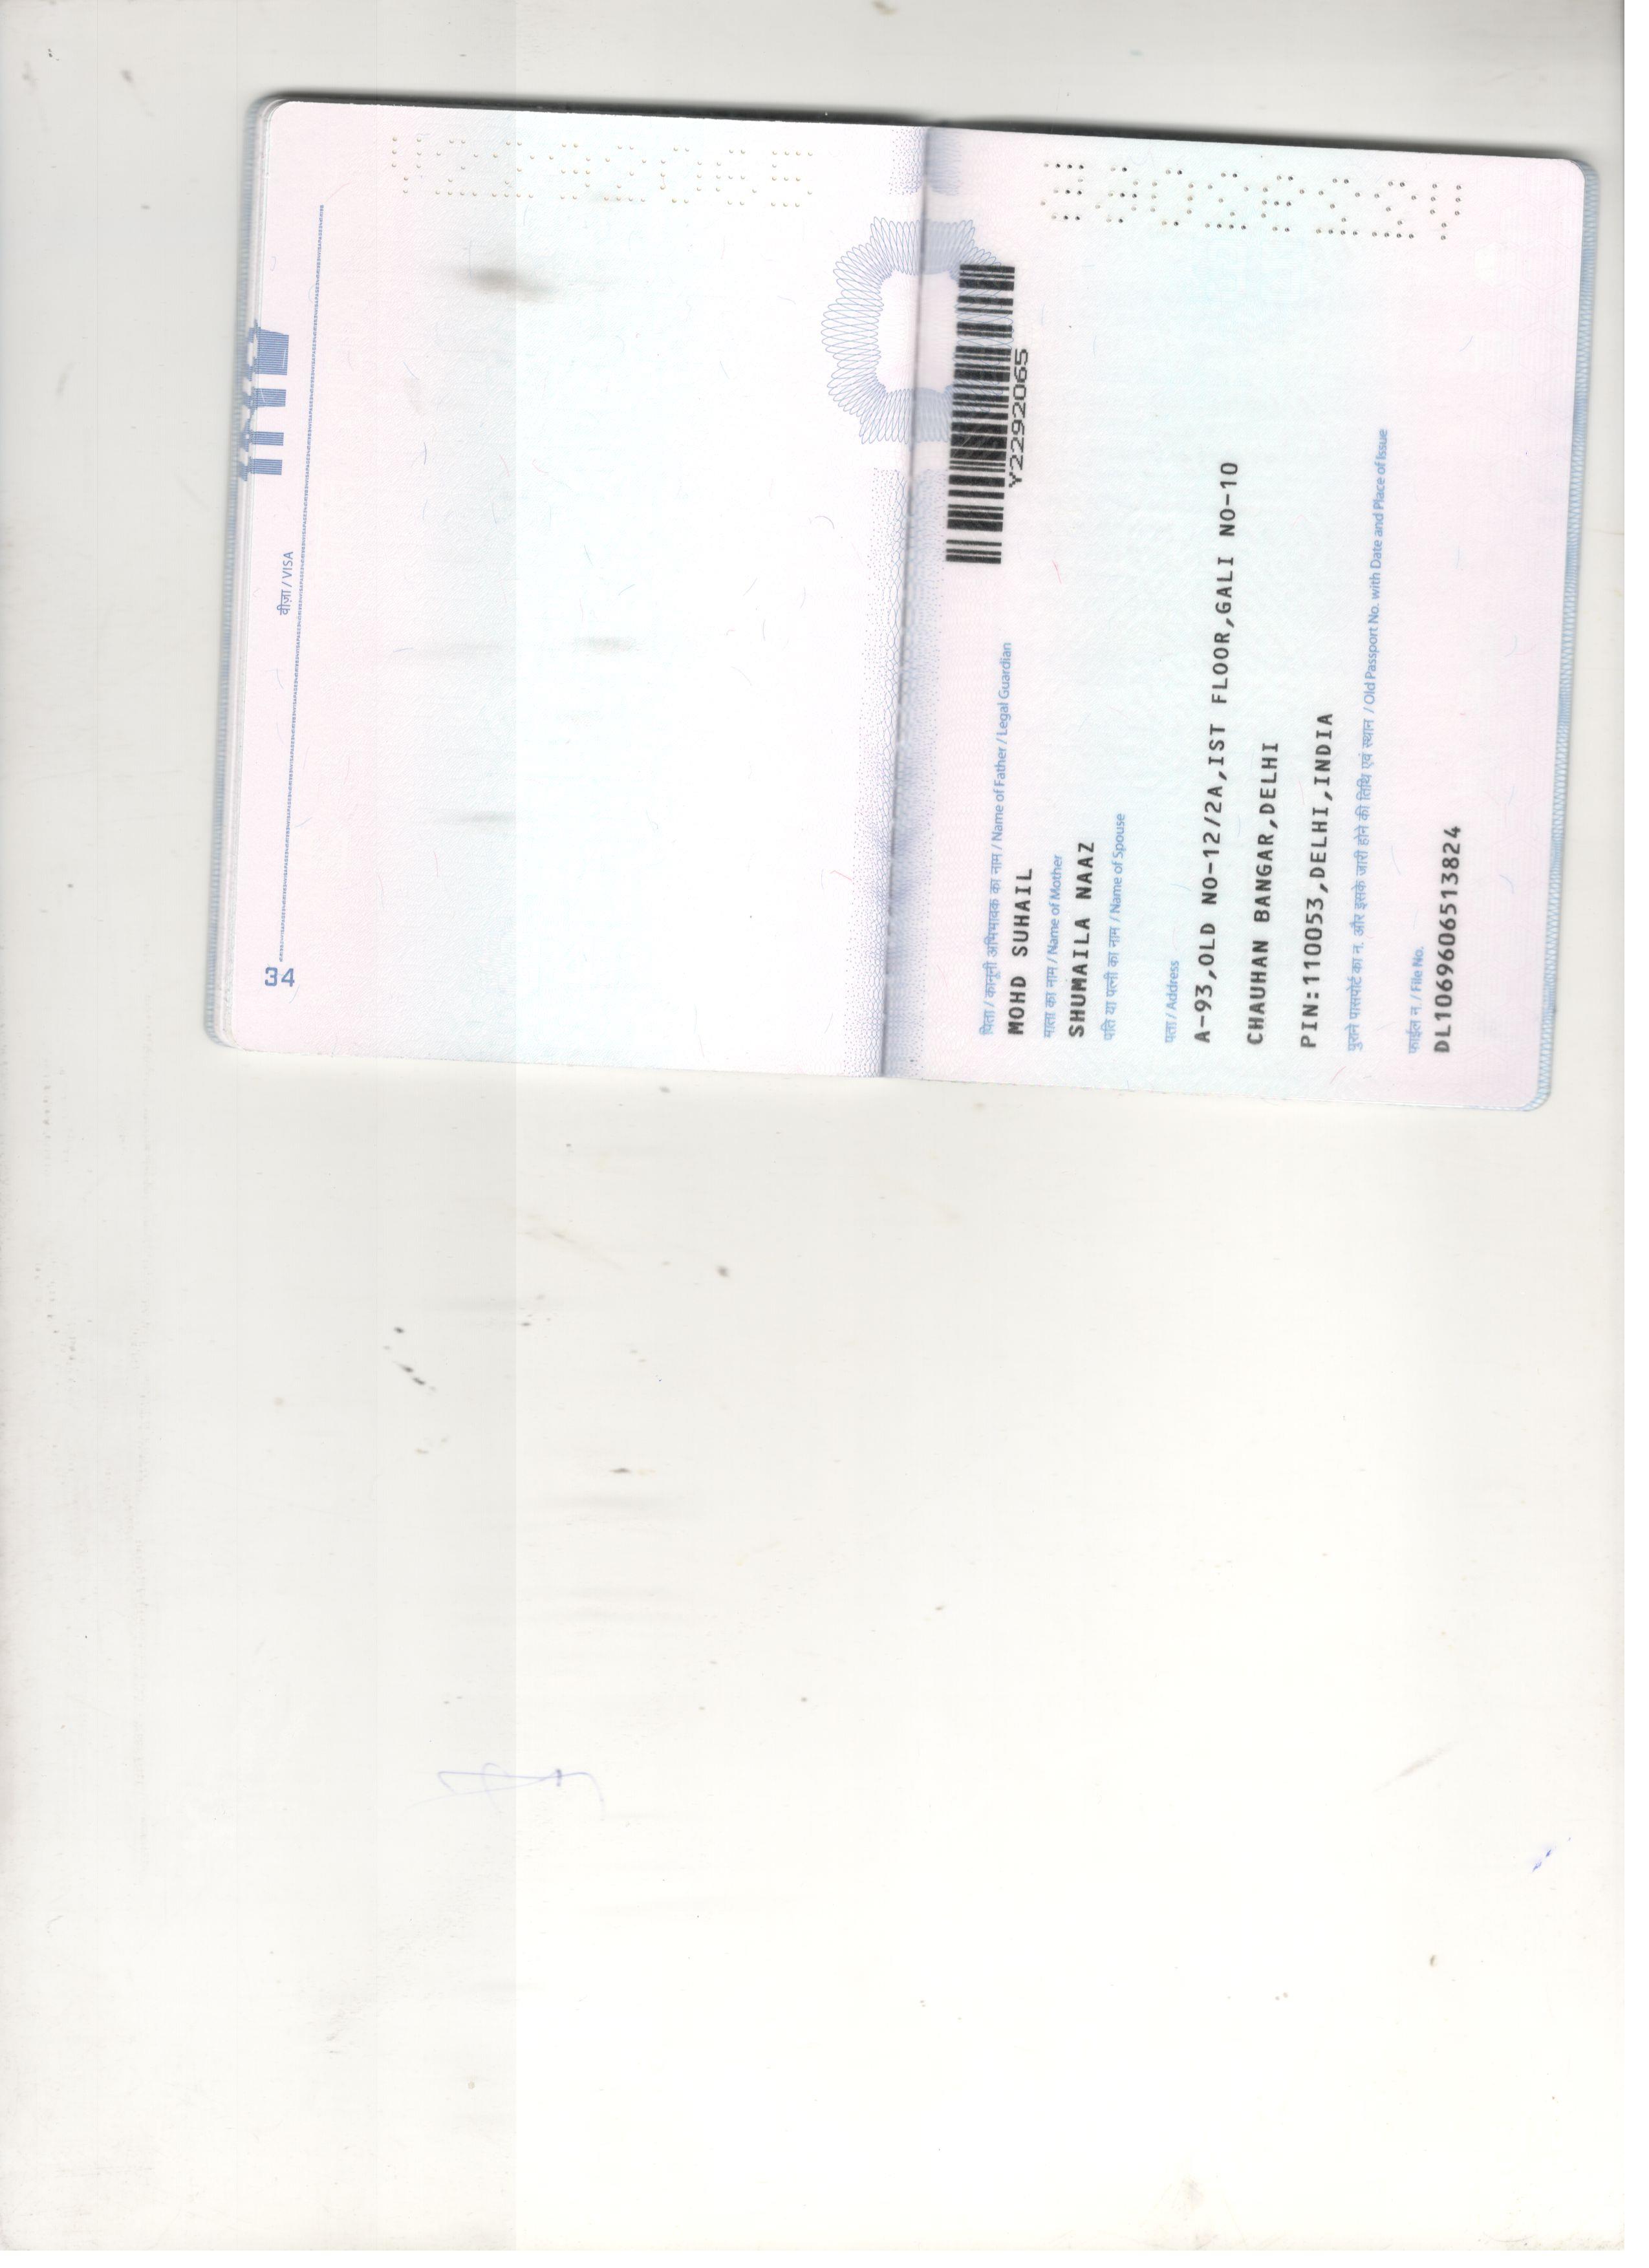 वीज़ा / VISA
34
Y2292065
पिता / कानूनी अभिभावक का नाम / Name of Father / Legal Guardian
MOHD SUHAIL
माता का नाम / Name of Mother
SHUMAILA NAAZ
पति या पत्नी का नाम / Name of Spouse
पता / Address
A-93,OLD NO-12/2A,IST FLOOR,GALI NO-10
CHAUHAN BANGAR,DELHI
PIN:110053,DELHI,INDIA
पुराने पासपोर्ट का न. और इसके जारी होने की तिथि एवं स्थान / Old Passport No. with Date and Place of Issue
फाईल न / File No.
DL1069606513824